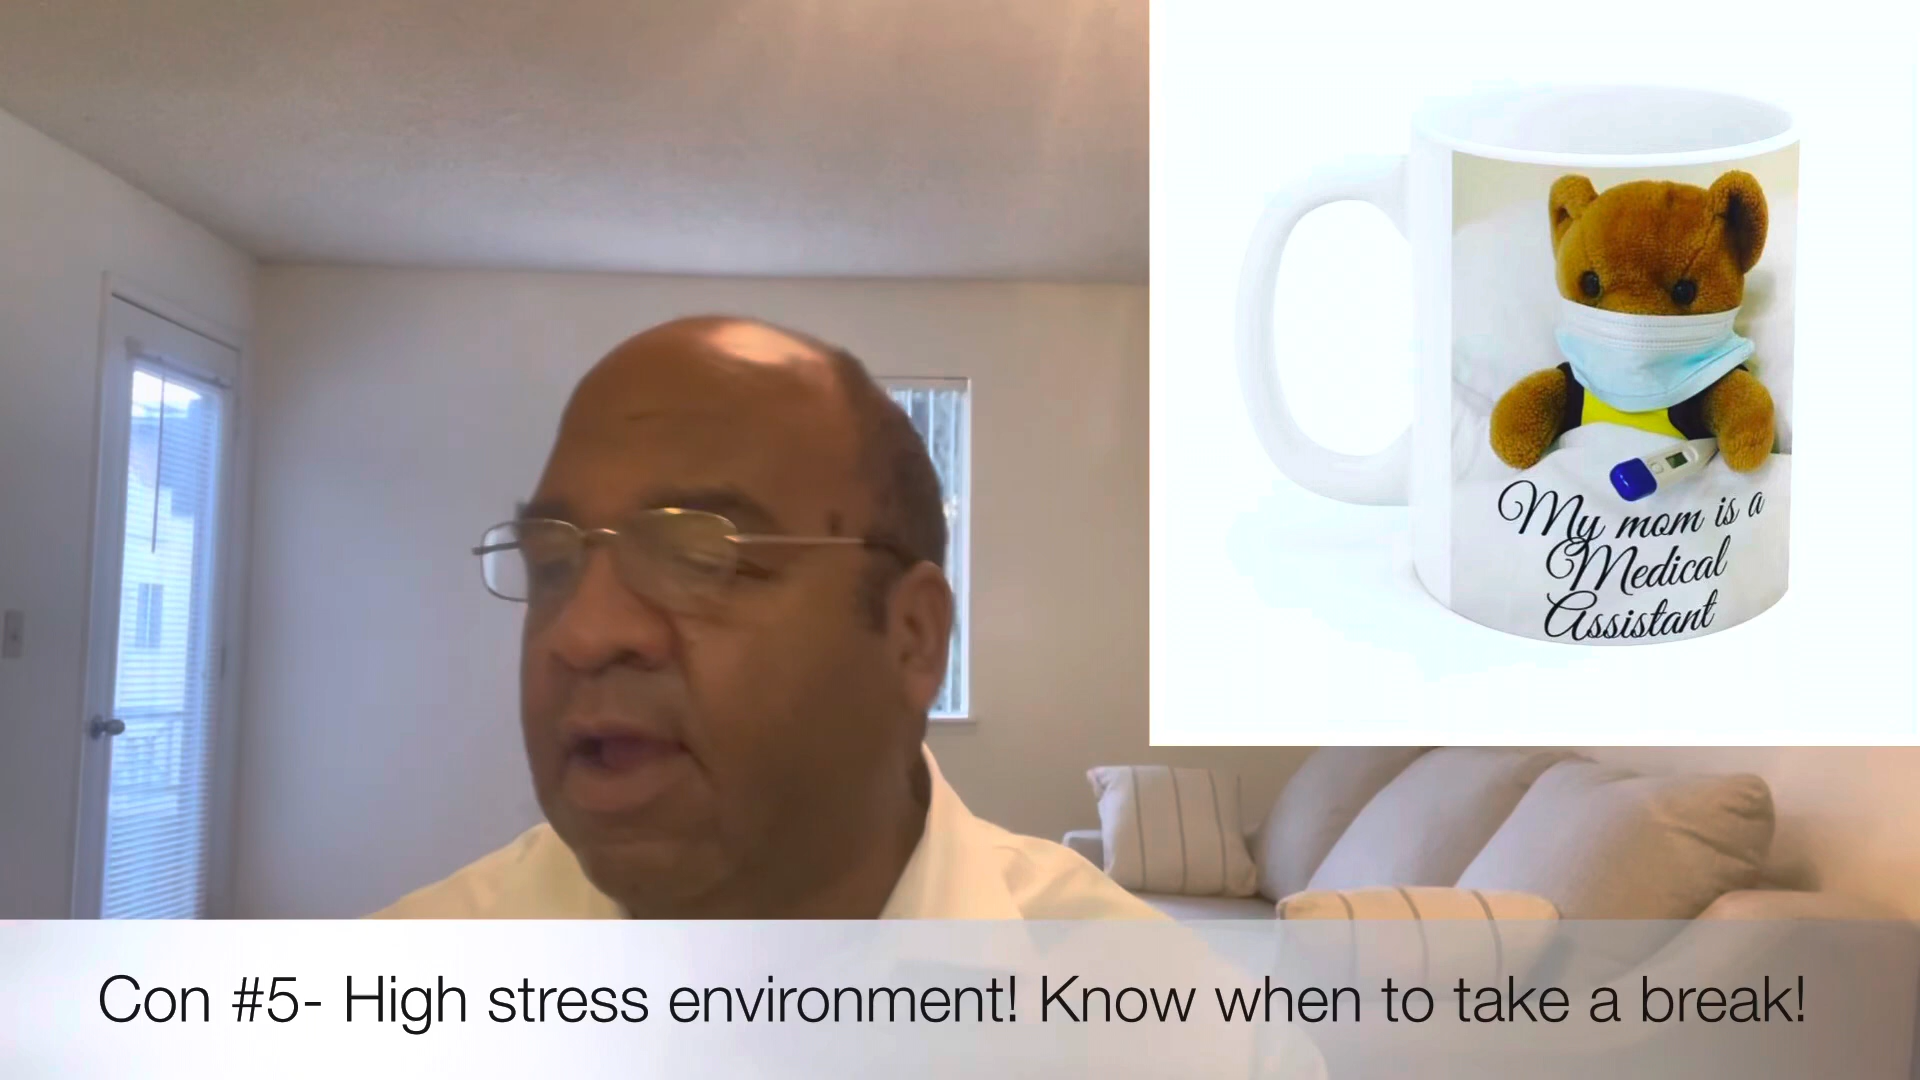 My mom is a
Medical
Assistant
Con #5- High stress environment! Know when to take a break!